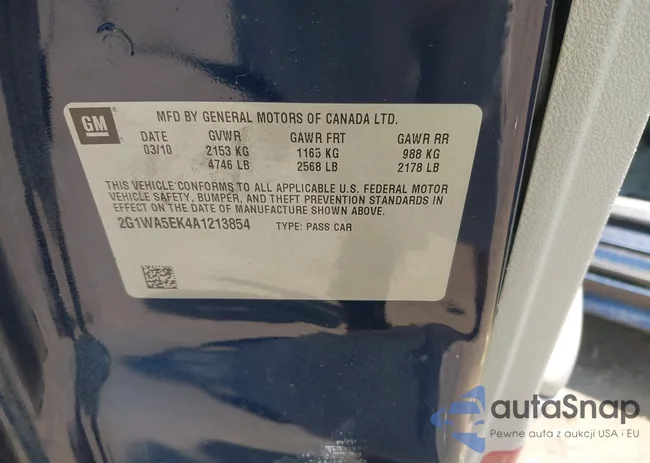 GM
MFD BY GENERAL MOTORS OF CANADA LTD.
DATE GVWR GAWR FRT GAWR RR
03/10 2153 KG 1165 KG 988 KG
4746 LB 2568 LB 2178 LB
THIS VEHICLE CONFORMS TO ALL APPLICABLE U.S. FEDERAL MOTOR
VEHICLE SAFETY, BUMPER, AND THEFT PREVENTION STANDARDS IN
EFFECT ON THE DATE OF MANUFACTURE SHOWN ABOVE.
2G1WA5EK4A1213854 TYPE: PASS CAR
autaSnap
Pewne auta z aukcji USA i EU